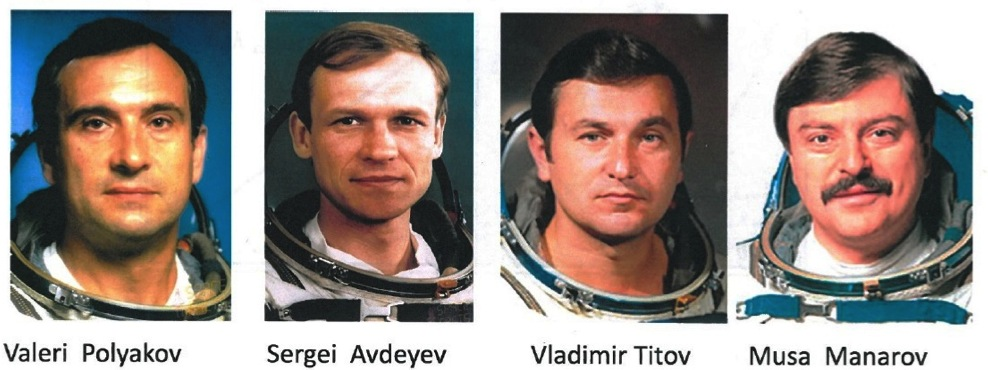 Valeri Polyakov
Sergei Avdeyev
Vladimir Titov
Musa Manarov